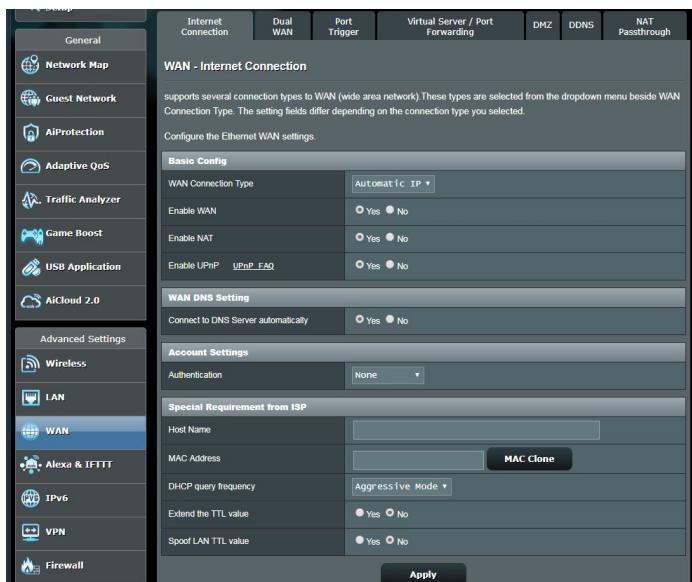 Setup
General
Network Map
Guest Network
AiProtection
Adaptive QoS
Traffic Analyzer
Game Boost
USB Application
AiCloud 2.0
Advanced Settings
Wireless
LAN
WAN
Alexa & IFTTT
IPv6
VPN
Firewall
Internet Connection
Dual WAN
Port Trigger
Virtual Server / Port Forwarding
DMZ
DDNS
NAT Passthrough
WAN - Internet Connection
supports several connection types to WAN (wide area network).These types are selected from the dropdown menu beside WAN
Connection Type. The setting fields differ depending on the connection type you selected.
Configure the Ethernet WAN settings.
Basic Config
WAN Connection Type Automatic IP
Enable WAN Yes No
Enable NAT Yes No
Enable UPnP UPnP FAQ Yes No
WAN DNS Setting
Connect to DNS Server automatically Yes No
Account Settings
Authentication None
Special Requirement from ISP
Host Name
MAC Address MAC Clone
DHCP query frequency Aggressive Mode
Extend the TTL value Yes No
Spoof LAN TTL value Yes No
Apply